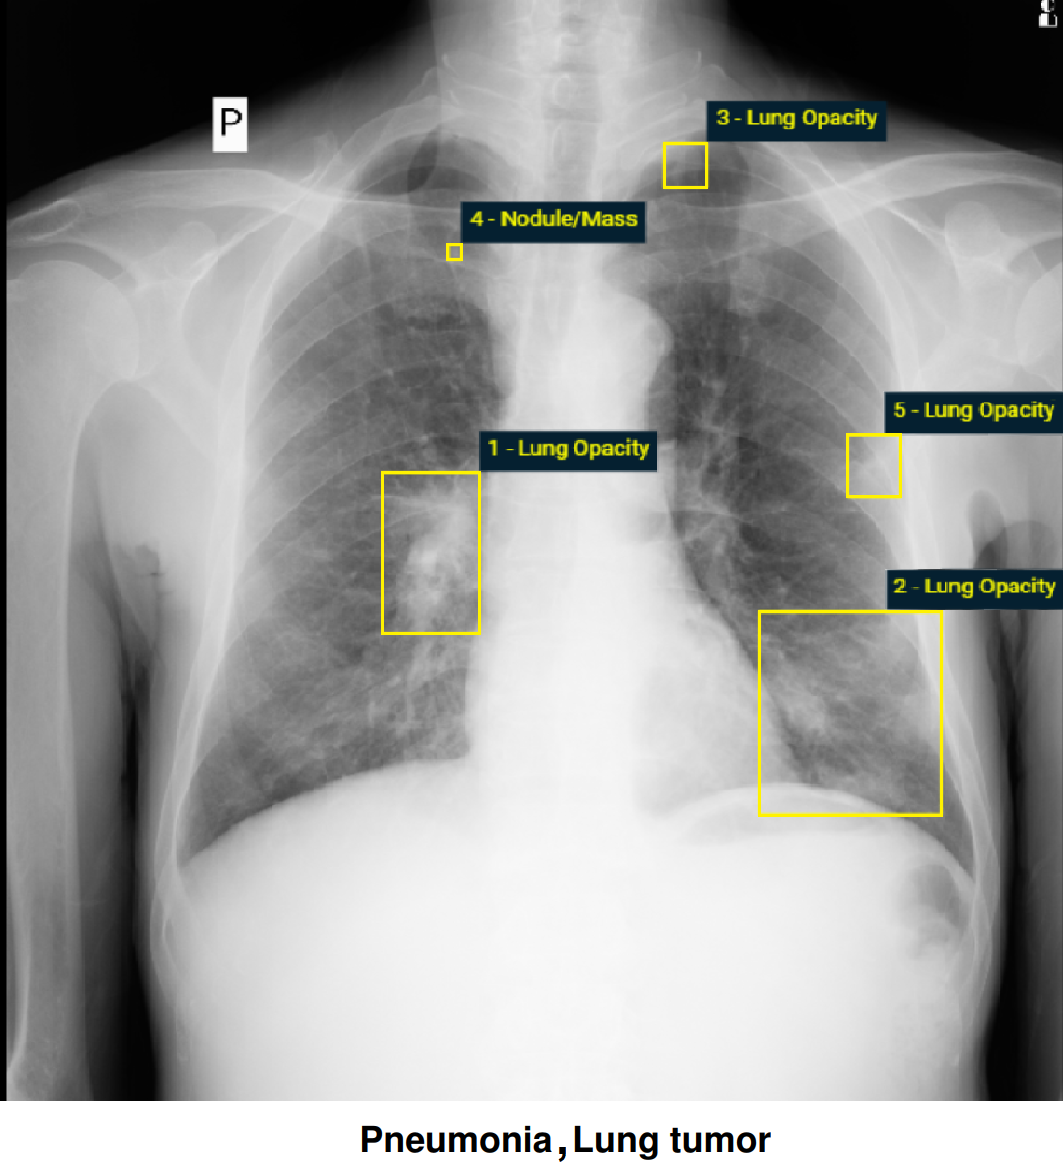 P
3 - Lung Opacity
4 - Nodule/Mass
5 - Lung Opacity
1 - Lung Opacity
2 - Lung Opacity
Pneumonia, Lung tumor